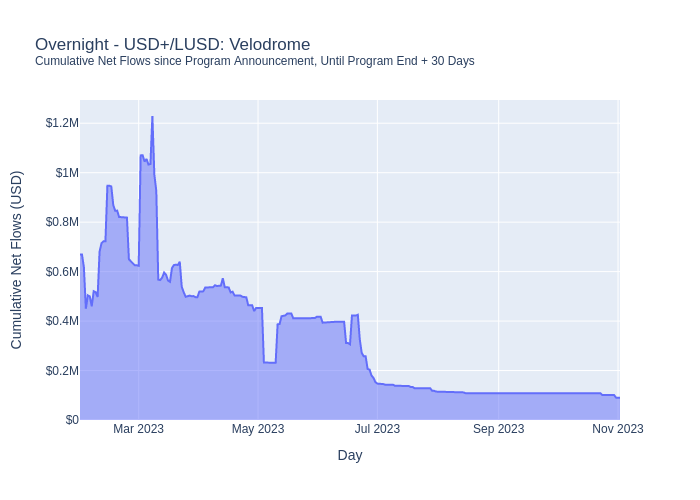 Overnight - USD+/LUSD: Velodrome
Cumulative Net Flows since Program Announcement, Until Program End + 30 Days
Cumulative Net Flows (USD)
$1.2M
$1M
$0.8M
$0.6M
$0.4M
$0.2M
$0
Mar 2023 May 2023 Jul 2023 Sep 2023 Nov 2023
Day